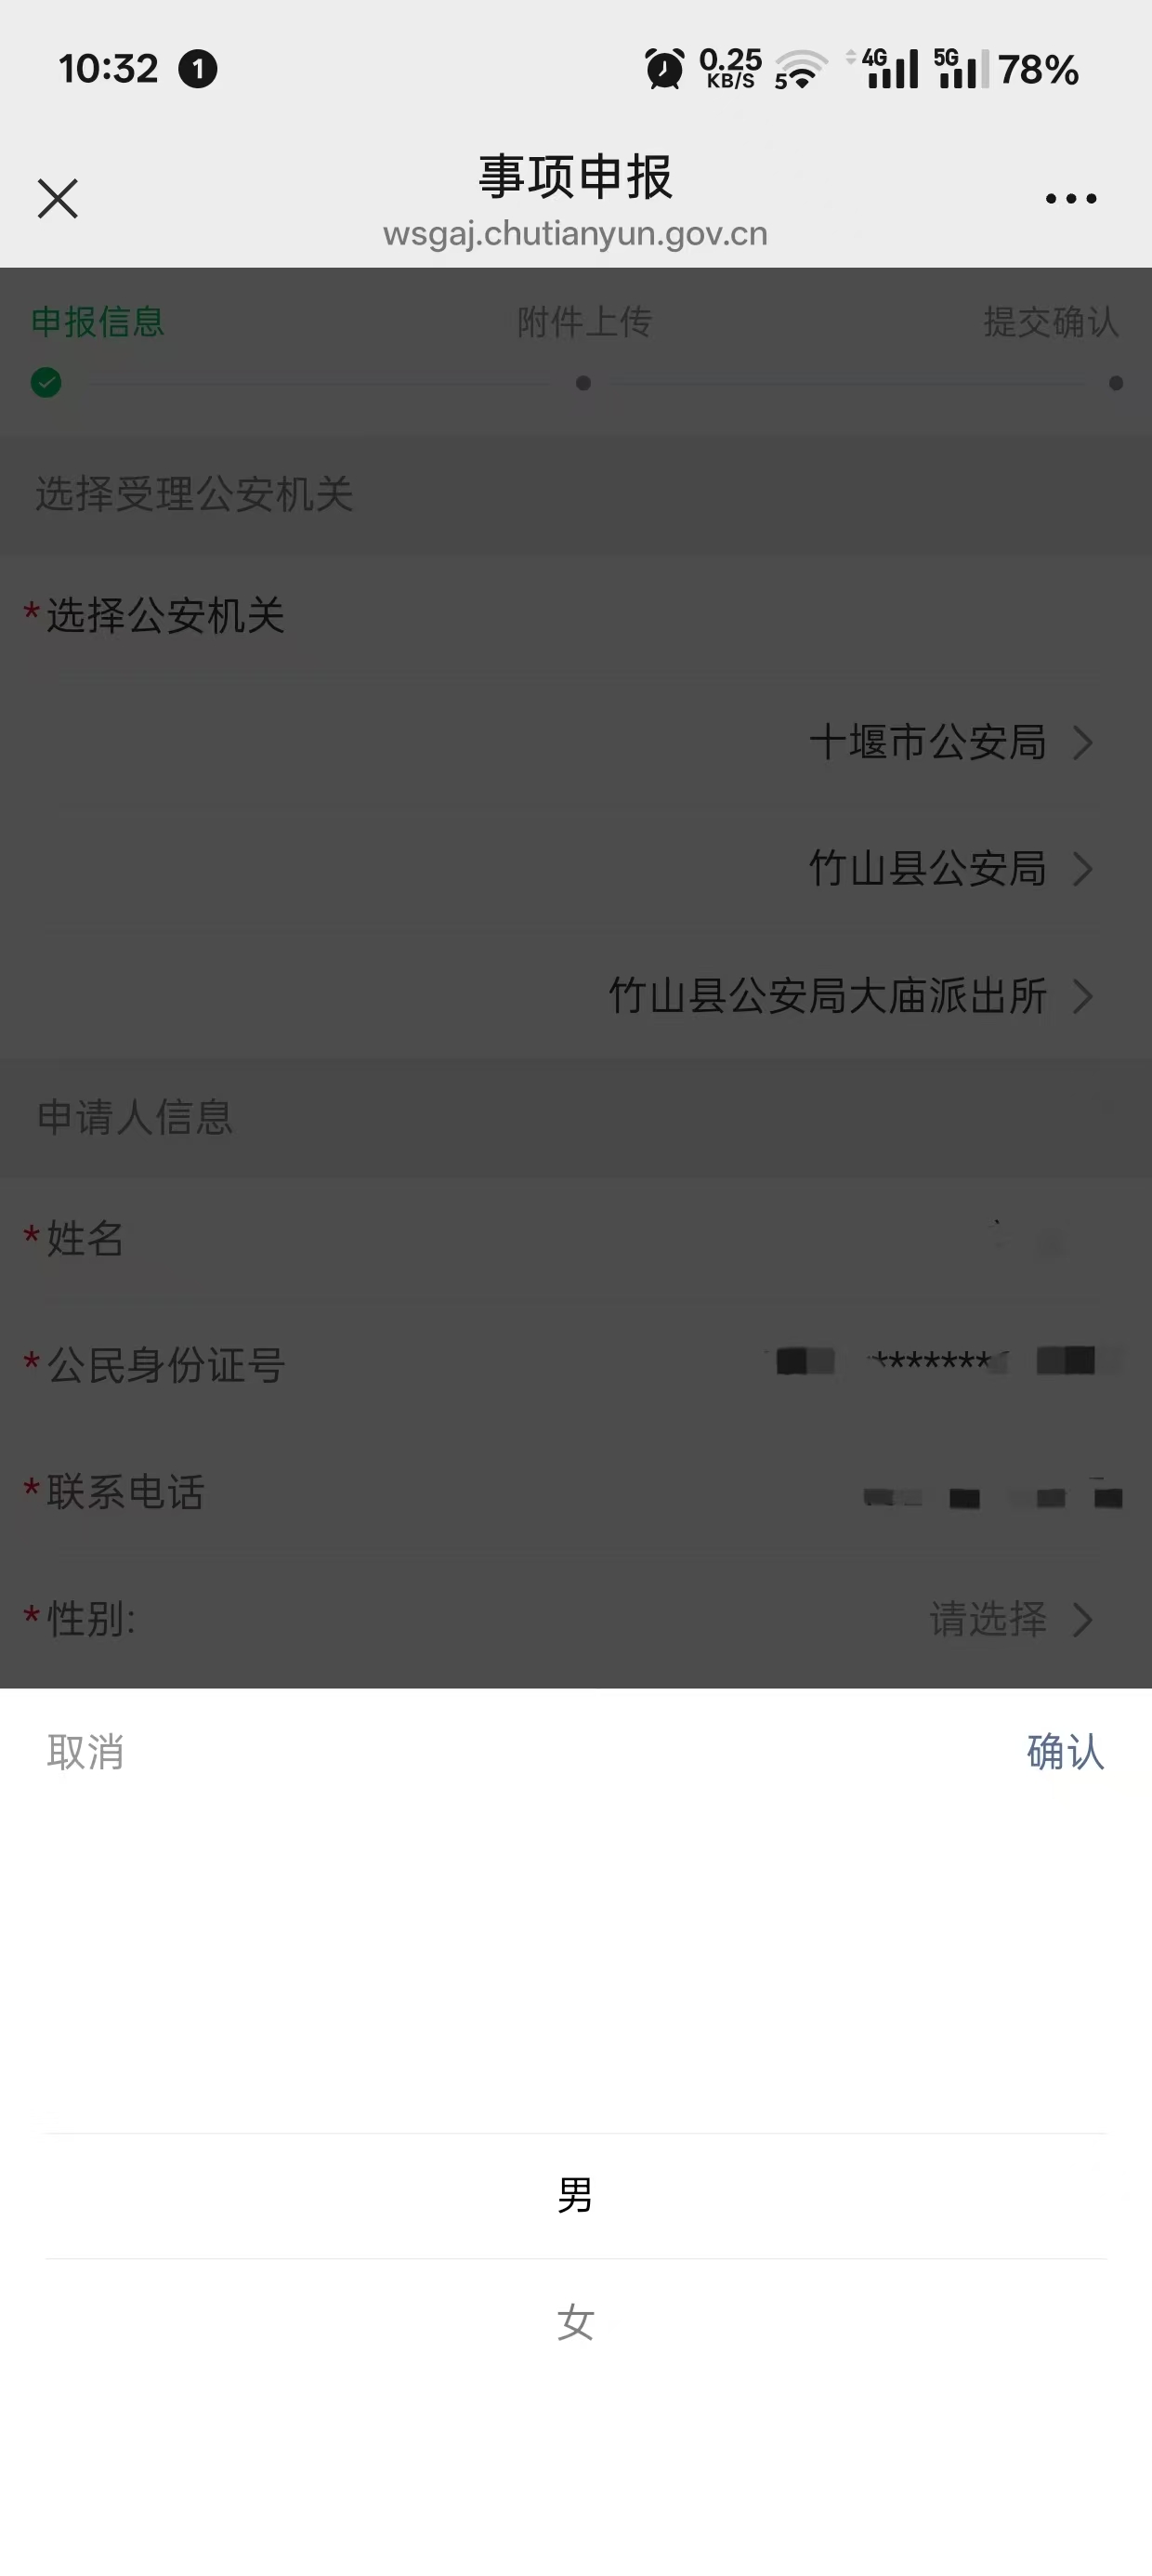 10:32 1 0.25 KB/S 5 4G 5G 78%
事项申报
wsgaj.chutianyun.gov.cn
申报信息 附件上传 提交确认
选择受理公安机关
*选择公安机关
十堰市公安局
竹山县公安局
竹山县公安局大庙派出所
申请人信息
*姓名
*公民身份证号 *******
*联系电话
*性别: 请选择
取消 确认
男
女